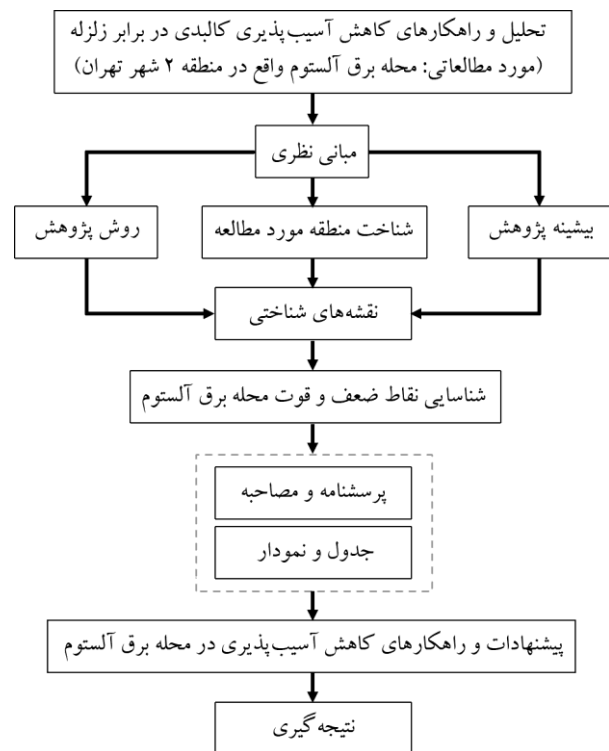 تحلیل و راهکارهای کاهش آسیب‌پذیری کالبدی در برابر زلزله
(مورد مطالعاتی: محله برق آلستوم واقع در منطقه ۲ شهر تهران)
مبانی نظری
بیشینه پژوهش
شناخت منطقه مورد مطالعه
روش پژوهش
نقشه‌های شناختی
شناسایی نقاط ضعف و قوت محله برق آلستوم
پرسشنامه و مصاحبه
جدول و نمودار
پیشنهادات و راهکارهای کاهش آسیب‌پذیری در محله برق آلستوم
نتیجه‌گیری